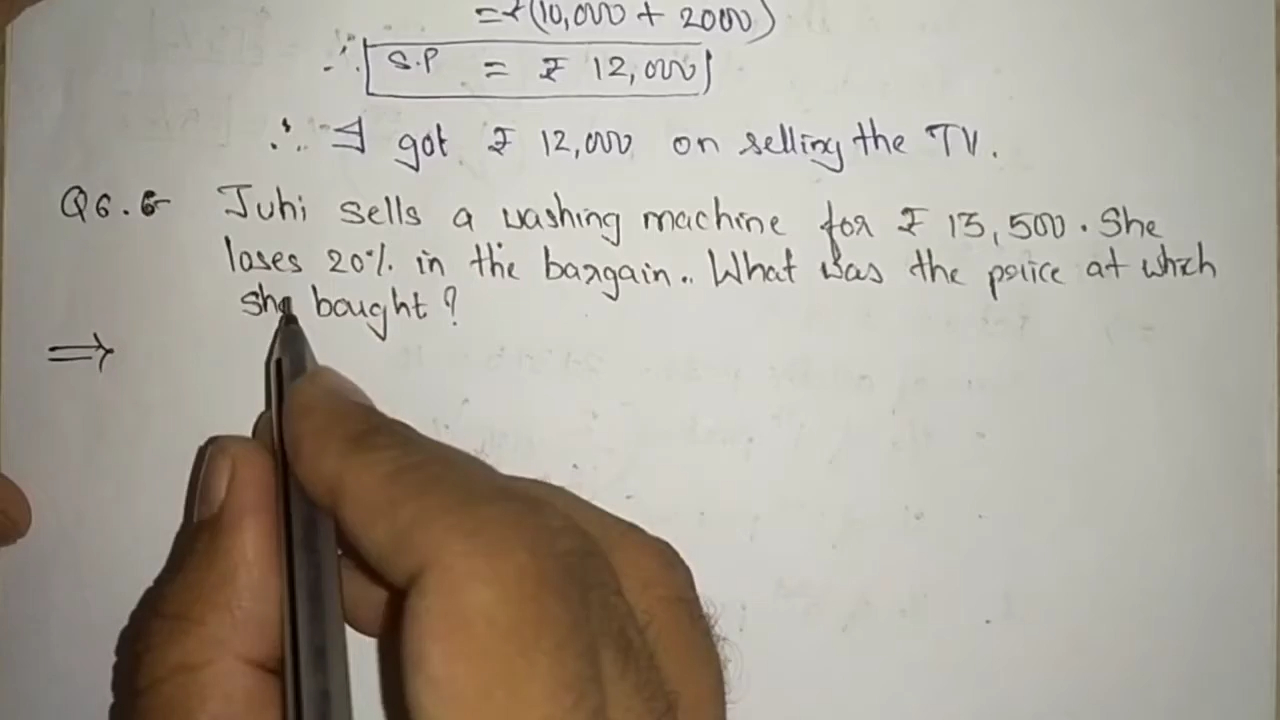 = ₹(10,000 + 2000)
∴ S.P = ₹ 12,000
∴ I got ₹ 12,000 on selling the TV.
Q6. Juhi sells a washing machine for ₹ 13,500. She
loses 20% in the bargain.. What was the price at which
she bought?
⇒